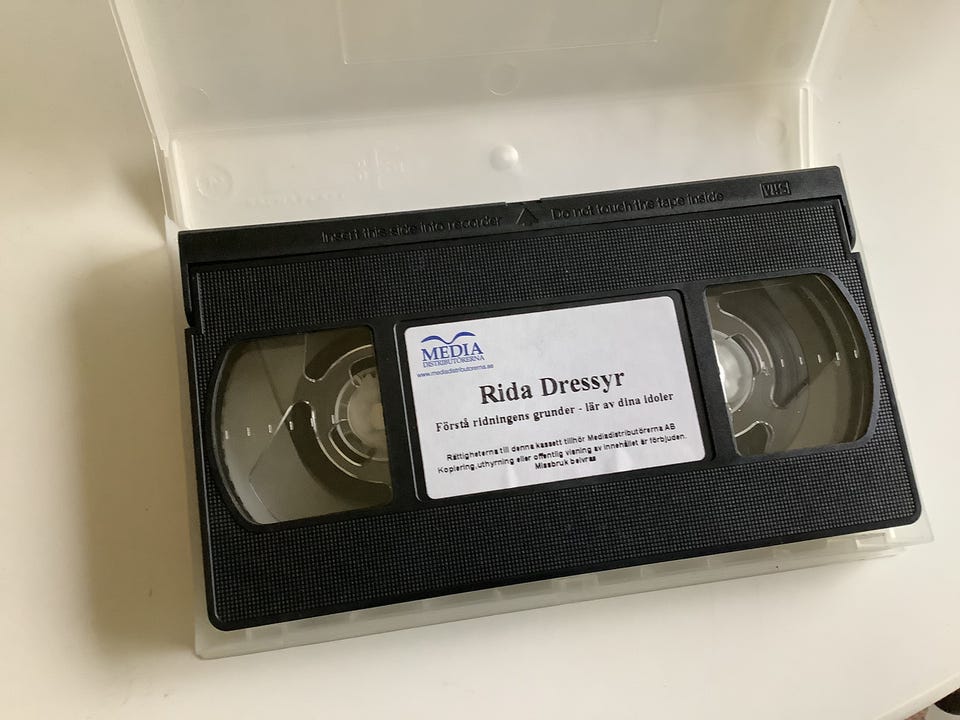 Insert this side into recorder Do not touch the tape inside VHS
MEDIA
DISTRIBUTÖRERNA
www.mediadistributorerna.se
Rida Dressyr
Förstå ridningens grunder - lär av dina idoler
Rättigheterna till denna kassett tillhör Mediadistributörerna AB
Kopiering,uthyrning eller offentlig visning av innehållet är förbjuden.
Missbruk beivras